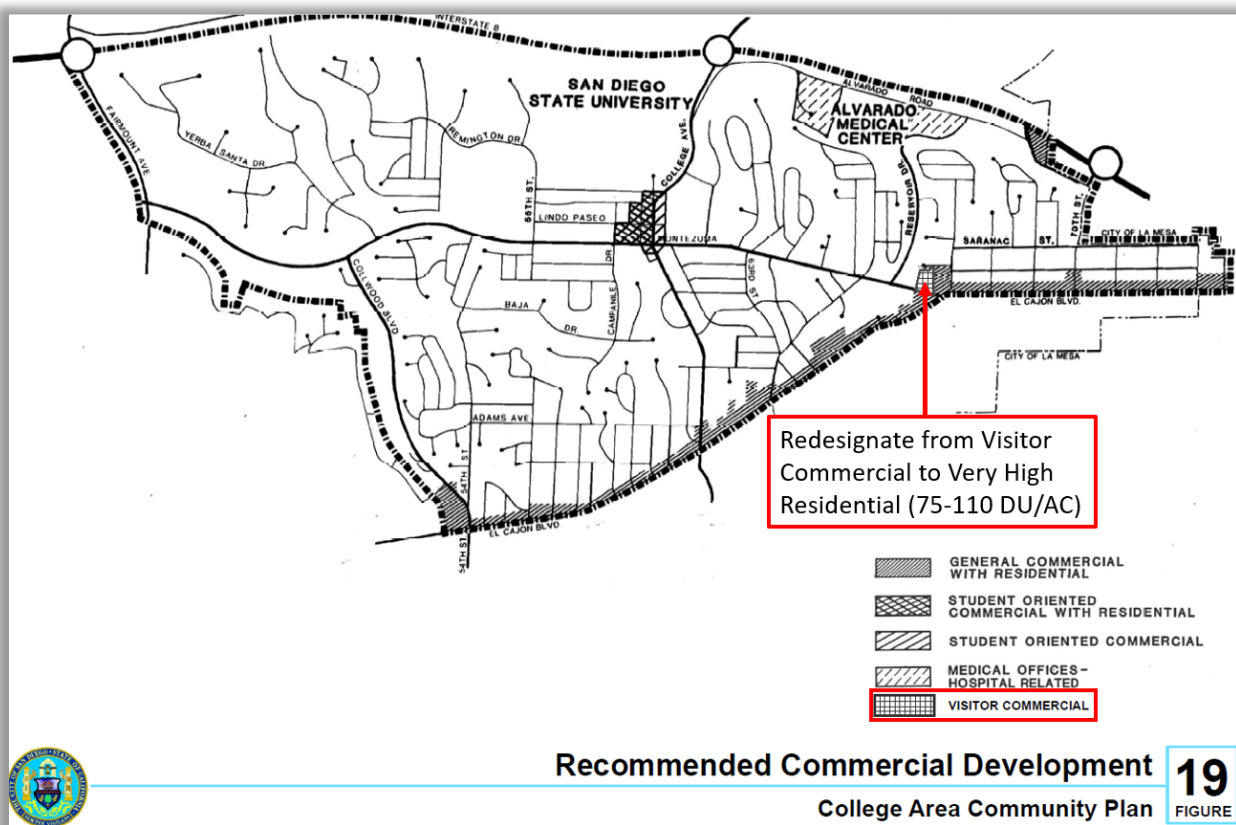 INTERSTATE 8
SAN DIEGO
STATE UNIVERSITY
ALVARADO
ROAD
ALVARADO
MEDICAL
CENTER
FAIRMOUNT AVE
YERBA SANTA DR.
REMINGTON DR.
COLLEGE AVE.
55TH ST.
LINDO PASEO
MONTEZUMA
RESERVOIR DR.
70TH ST.
SARANAC ST.
CITY OF LA MESA
COLLWOOD BLVD
BAJA DR
CAMPANILE DR
63RD ST
EL CAJON BLVD.
CITY OF LA MESA
ADAMS AVE
54TH ST
EL CAJON BLVD
54TH ST.
Redesignate from Visitor
Commercial to Very High
Residential (75-110 DU/AC)
GENERAL COMMERCIAL
WITH RESIDENTIAL
STUDENT ORIENTED
COMMERCIAL WITH RESIDENTIAL
STUDENT ORIENTED COMMERCIAL
MEDICAL OFFICES-
HOSPITAL RELATED
VISITOR COMMERCIAL
Recommended Commercial Development
College Area Community Plan
19
FIGURE